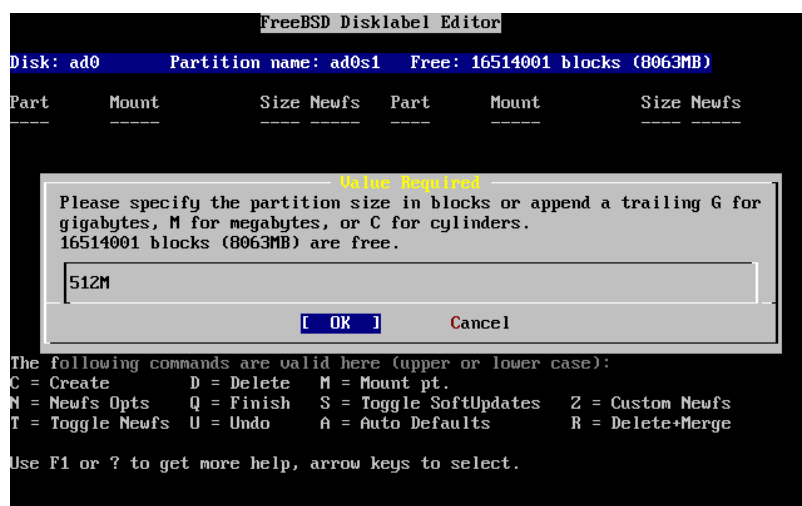 FreeBSD Disklabel Editor
Disk: ad0 Partition name: ad0s1 Free: 16514001 blocks (8063MB)
Part Mount Size Newfs Part Mount Size Newfs
---- ----- ---- ----- ---- ----- ---- -----
Value Required
Please specify the partition size in blocks or append a trailing G for
gigabytes, M for megabytes, or C for cylinders.
16514001 blocks (8063MB) are free.
512M
[ OK ] Cancel
The following commands are valid here (upper or lower case):
C = Create D = Delete M = Mount pt.
N = Newfs Opts Q = Finish S = Toggle SoftUpdates Z = Custom Newfs
T = Toggle Newfs U = Undo A = Auto Defaults R = Delete+Merge
Use F1 or ? to get more help, arrow keys to select.